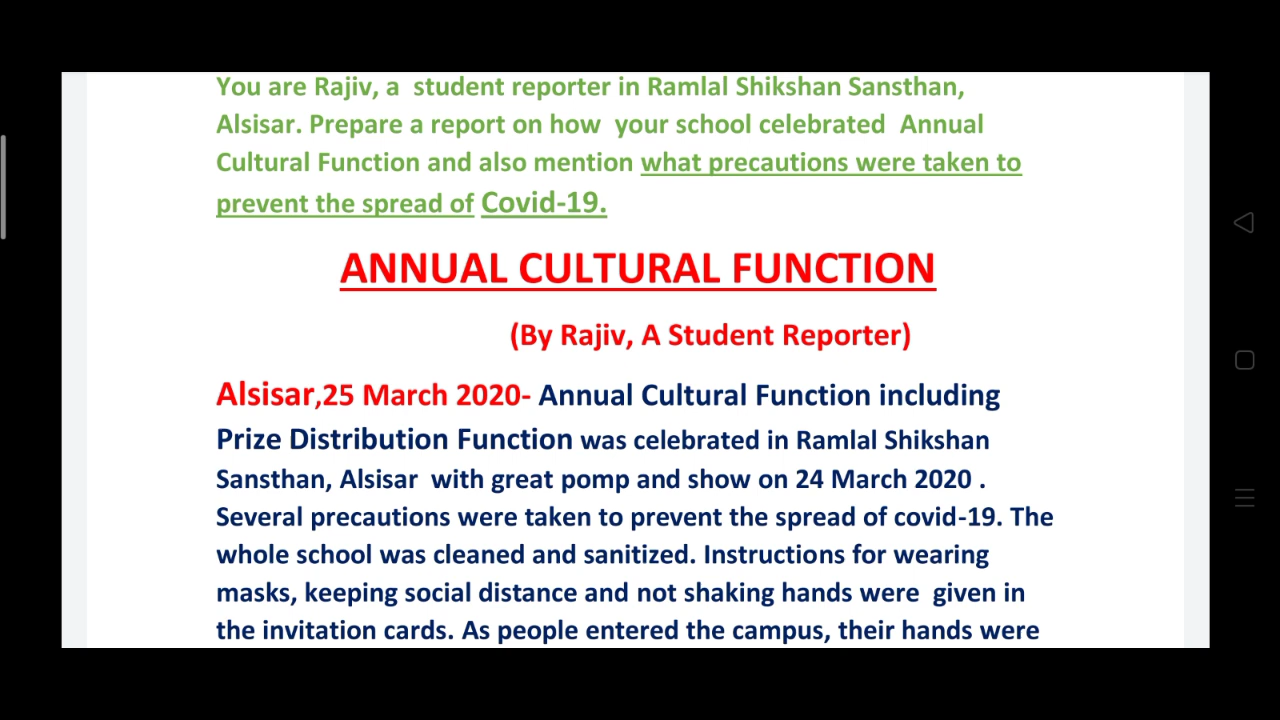 You are Rajiv, a student reporter in Ramlal Shikshan Sansthan,
Alsisar. Prepare a report on how your school celebrated Annual
Cultural Function and also mention what precautions were taken to
prevent the spread of Covid-19.
ANNUAL CULTURAL FUNCTION
(By Rajiv, A Student Reporter)
Alsisar,25 March 2020- Annual Cultural Function including
Prize Distribution Function was celebrated in Ramlal Shikshan
Sansthan, Alsisar with great pomp and show on 24 March 2020 .
Several precautions were taken to prevent the spread of covid-19. The
whole school was cleaned and sanitized. Instructions for wearing
masks, keeping social distance and not shaking hands were given in
the invitation cards. As people entered the campus, their hands were